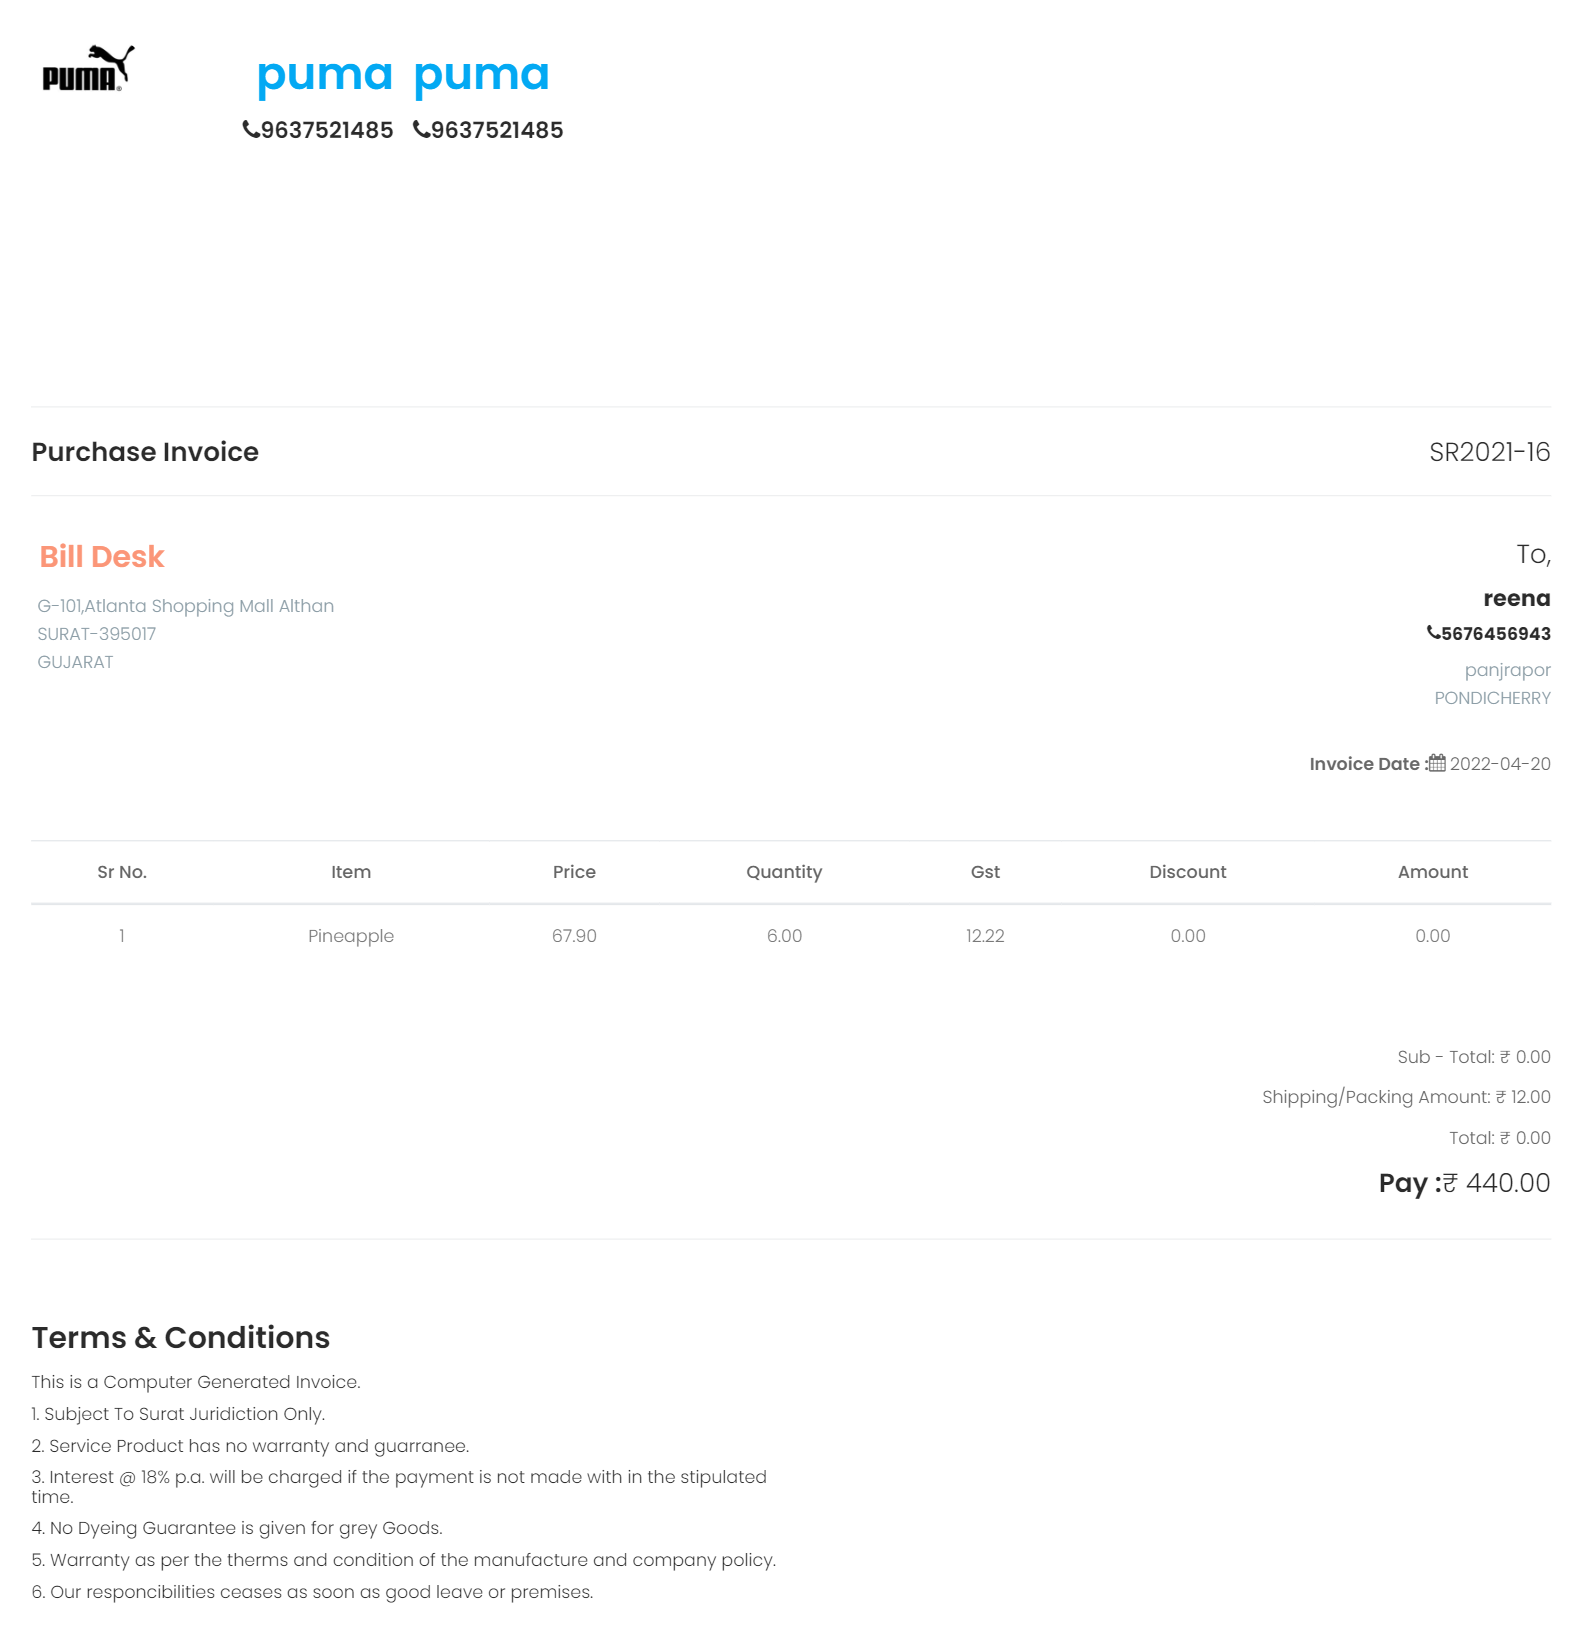 PUMA
puma puma
9637521485 9637521485
Purchase Invoice SR2021-16
Bill Desk
G-101,Atlanta Shopping Mall Althan
SURAT-395017
GUJARAT
To,
reena
5676456943
panjrapor
PONDICHERRY
Invoice Date : 2022-04-20
Sr No. Item Price Quantity Gst Discount Amount
1 Pineapple 67.90 6.00 12.22 0.00 0.00
Sub - Total: ₹ 0.00
Shipping/Packing Amount: ₹ 12.00
Total: ₹ 0.00
Pay :₹ 440.00
Terms & Conditions
This is a Computer Generated Invoice.
1. Subject To Surat Juridiction Only.
2. Service Product has no warranty and guarranee.
3. Interest @ 18% p.a. will be charged if the payment is not made with in the stipulated
time.
4. No Dyeing Guarantee is given for grey Goods.
5. Warranty as per the therms and condition of the manufacture and company policy.
6. Our responcibilities ceases as soon as good leave or premises.